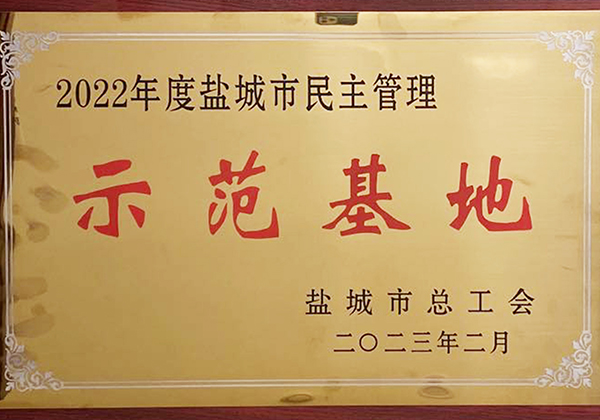 2022年度盐城市民主管理
示范基地
盐城市总工会
二〇二三年二月